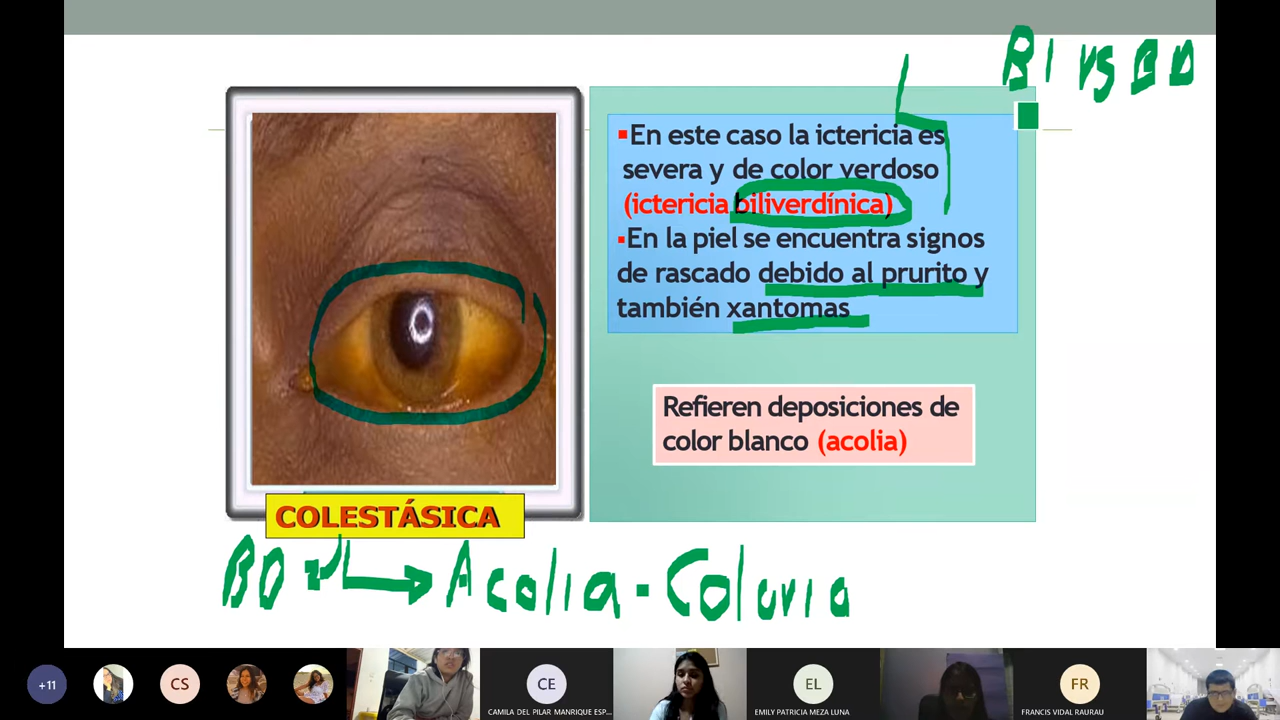 BI vs BD
▪En este caso la ictericia es
severa y de color verdoso
(ictericia biliverdínica)
▪En la piel se encuentra signos
de rascado debido al prurito y
también xantomas
Refieren deposiciones de
color blanco (acolia)
COLESTÁSICA
BD → Acolia - Coluria
+11
CS
CE
EL
FR
CAMILA DEL PILAR MANRIQUE ESP...
EMILY PATRICIA MEZA LUNA
FRANCIS VIDAL RAURAU